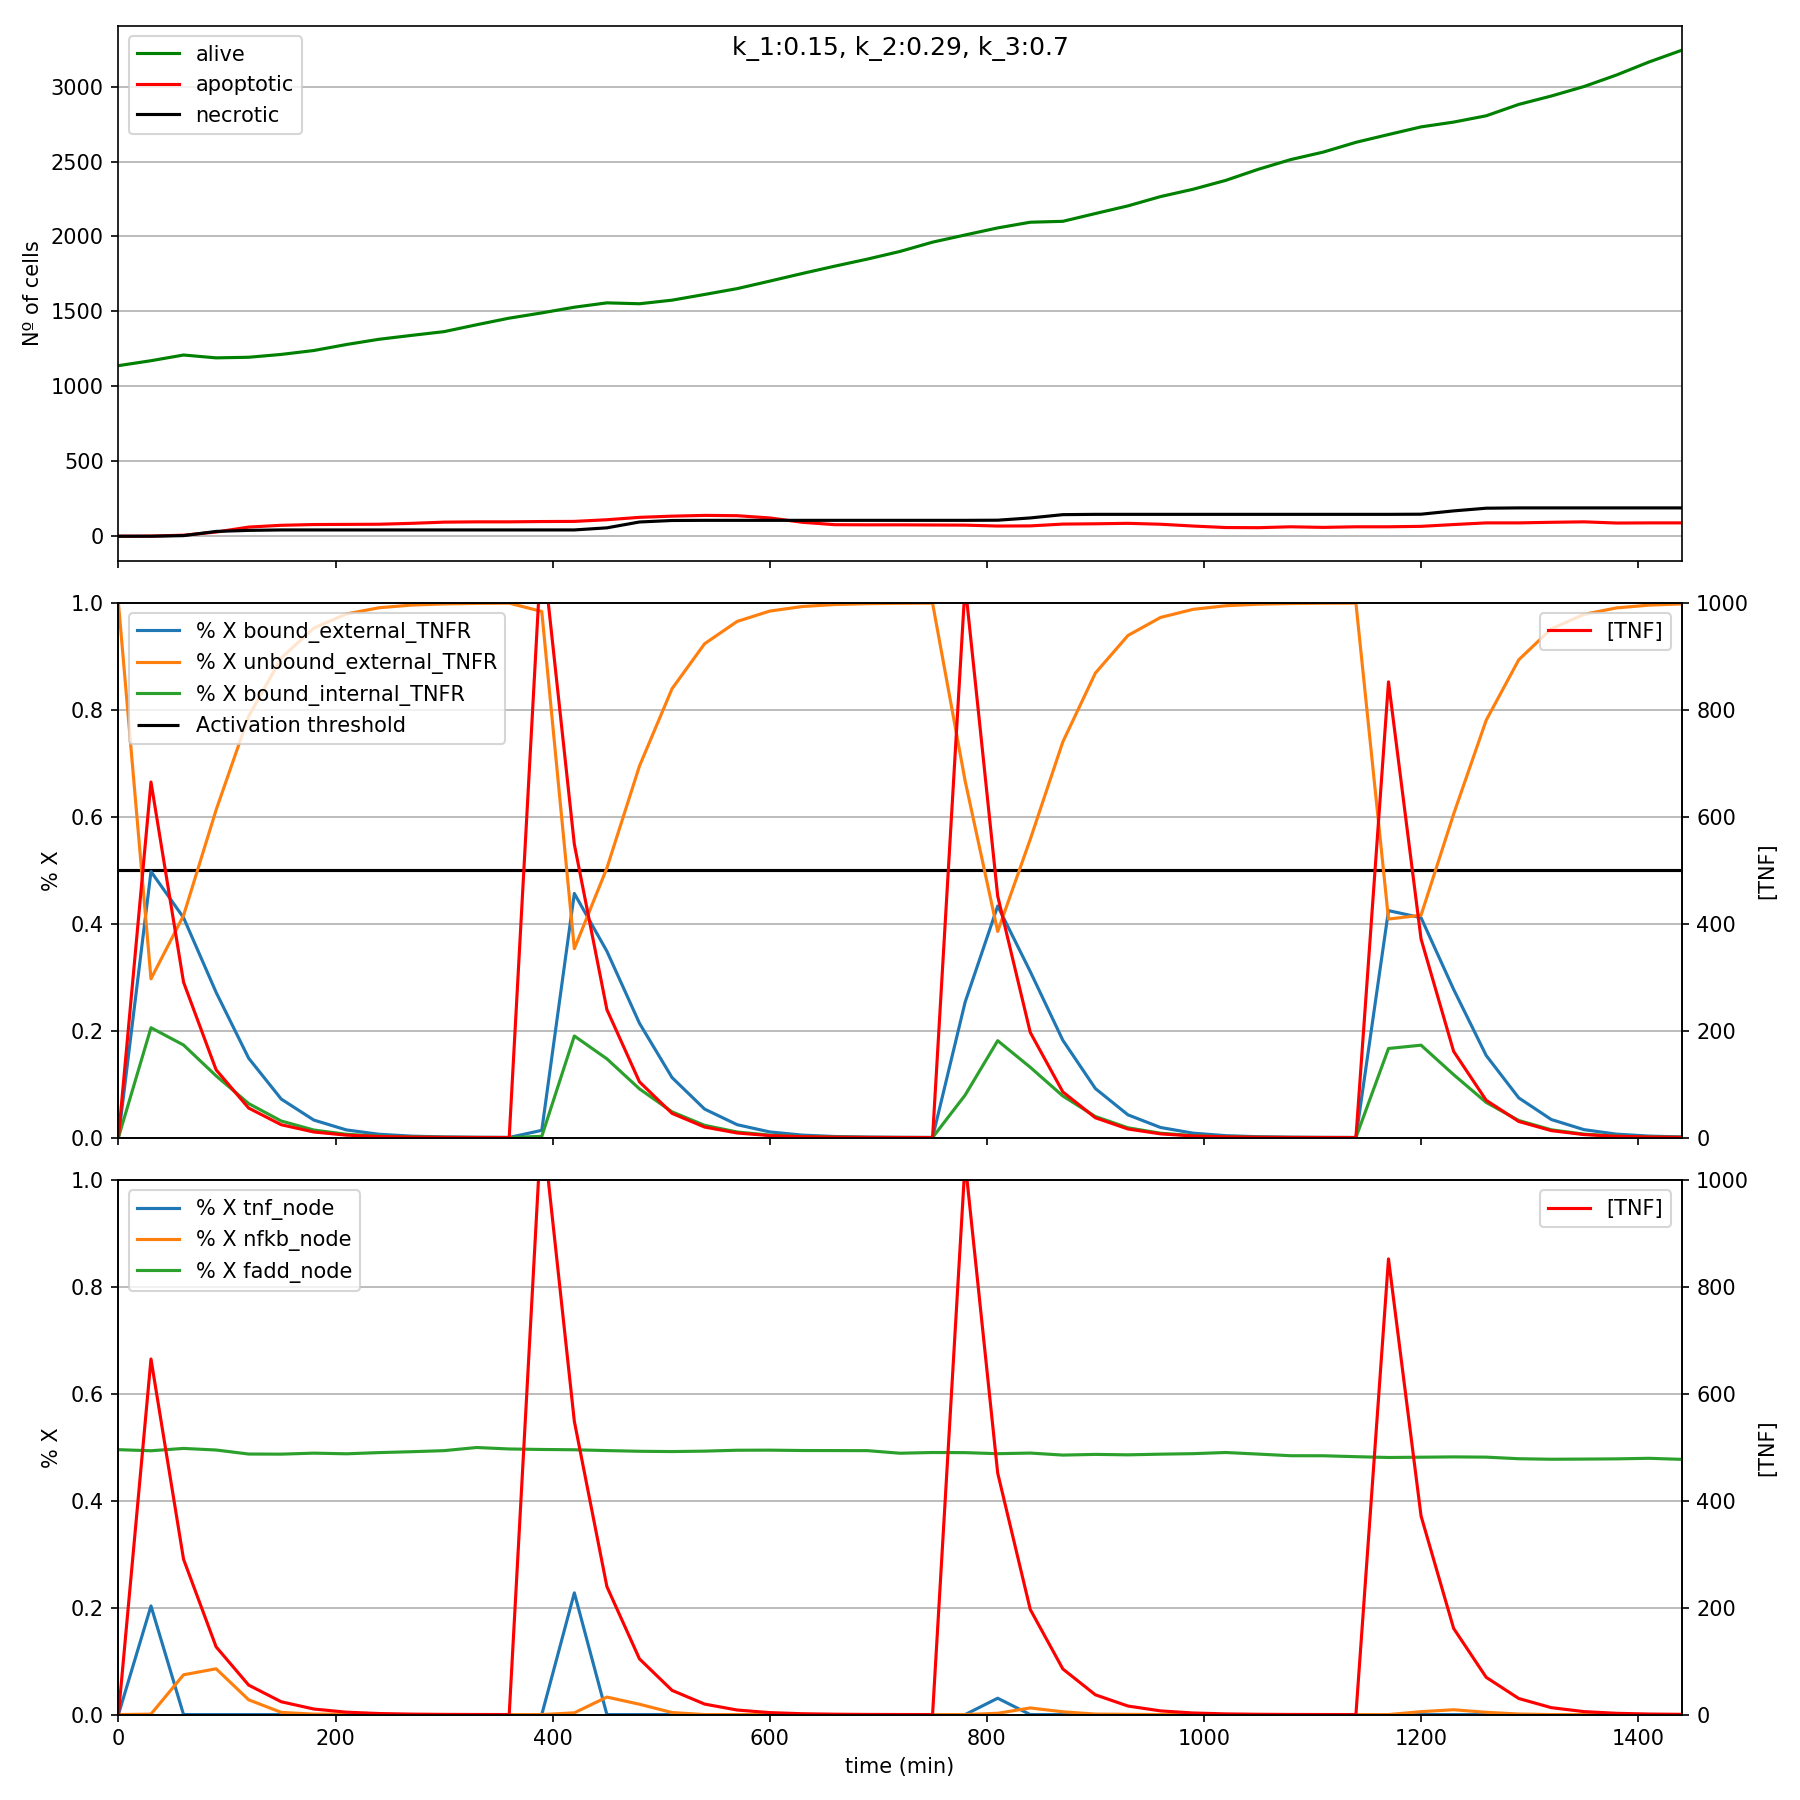 k_1:0.15, k_2:0.29, k_3:0.7
alive
apoptotic
necrotic
3000
2500
2000
1500
1000
500
0
Nº of cells
% X bound_external_TNFR
% X unbound_external_TNFR
% X bound_internal_TNFR
Activation threshold
[TNF]
1.0
0.8
0.6
0.4
0.2
0.0
% X
1000
800
600
400
200
0
[TNF]
% X tnf_node
% X nfkb_node
% X fadd_node
[TNF]
1.0
0.8
0.6
0.4
0.2
0.0
% X
1000
800
600
400
200
0
[TNF]
0 200 400 600 800 1000 1200 1400
time (min)